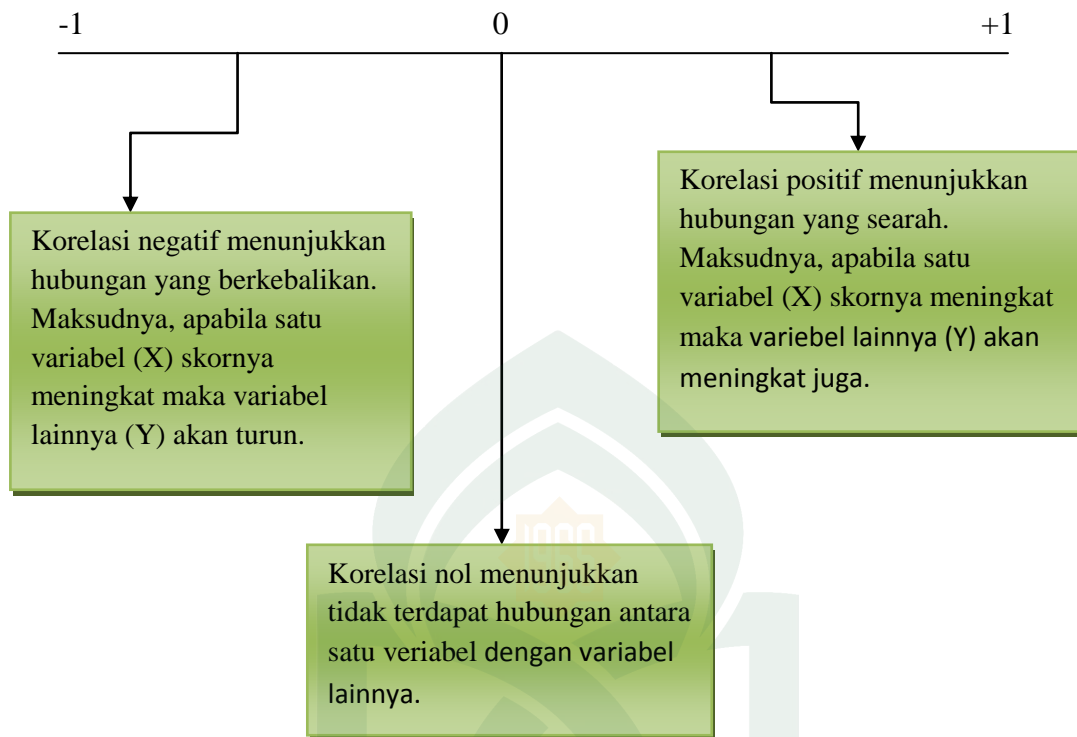 -1 0 +1
Korelasi negatif menunjukkan
hubungan yang berkebalikan.
Maksudnya, apabila satu
variabel (X) skornya
meningkat maka variabel
lainnya (Y) akan turun.
Korelasi positif menunjukkan
hubungan yang searah.
Maksudnya, apabila satu
variabel (X) skornya meningkat
maka variebel lainnya (Y) akan
meningkat juga.
Korelasi nol menunjukkan
tidak terdapat hubungan antara
satu veriabel dengan variabel
lainnya.